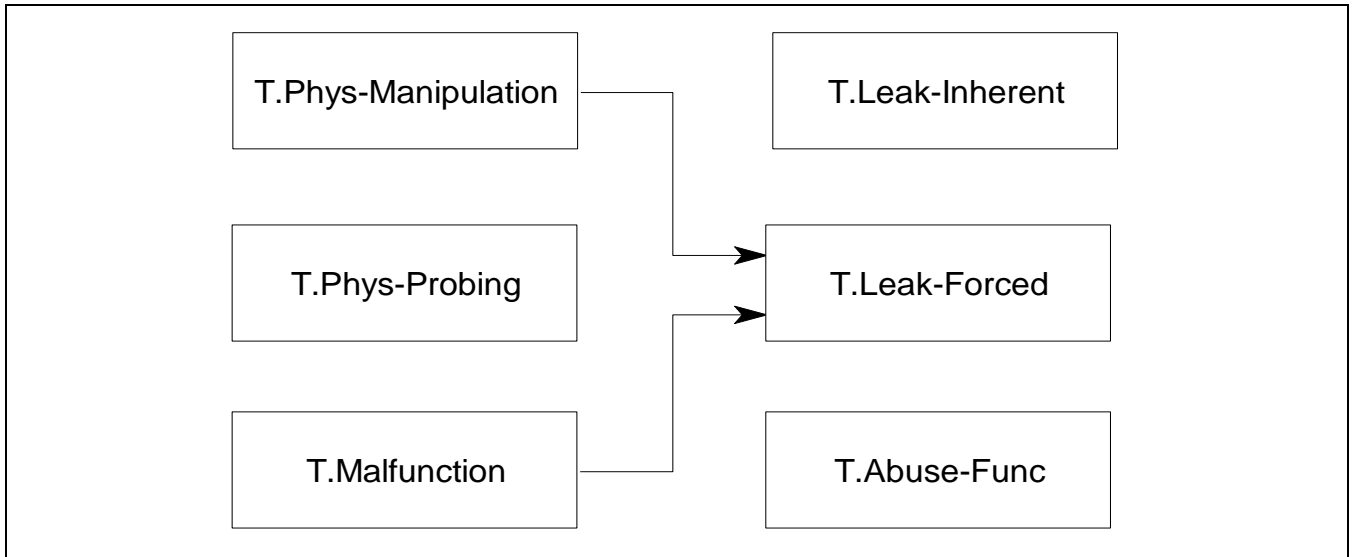 T.Phys-Manipulation
T.Leak-Inherent
T.Phys-Probing
T.Leak-Forced
T.Malfunction
T.Abuse-Func